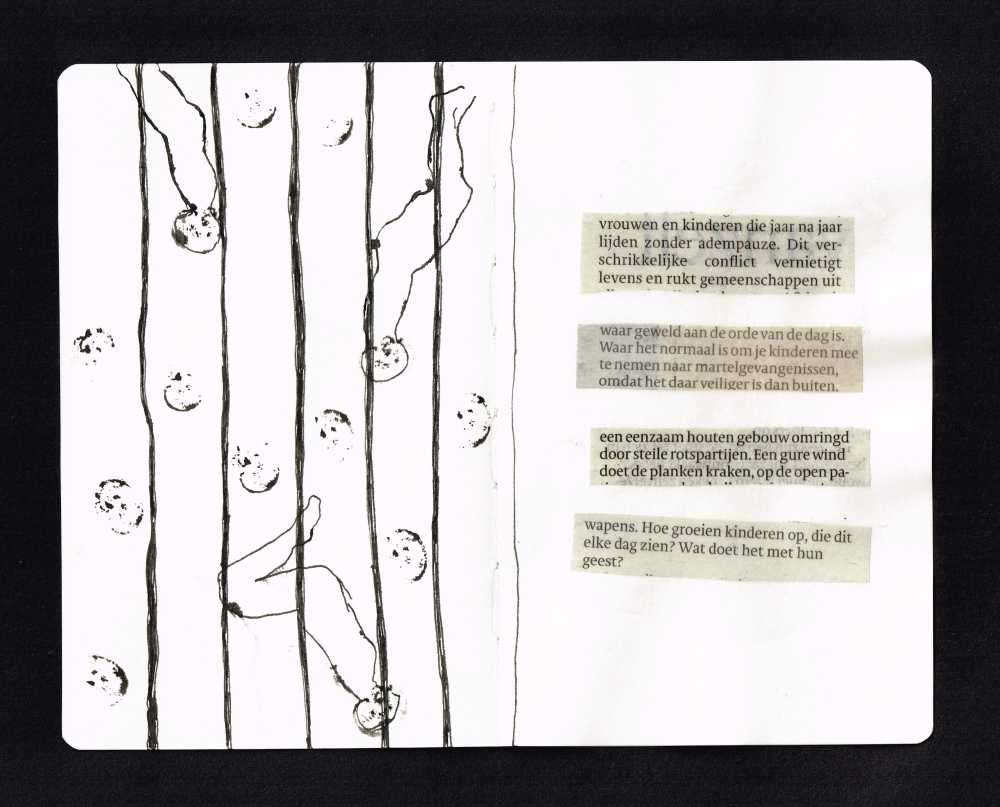 vrouwen en kinderen die jaar na jaar
lijden zonder adempauze. Dit ver-
schrikkelijke conflict vernietigt
levens en rukt gemeenschappen uit
waar geweld aan de orde van de dag is.
Waar het normaal is om je kinderen mee
te nemen naar martelgevangenissen,
omdat het daar veiliger is dan buiten.
een eenzaam houten gebouw omringd
door steile rotspartijen. Een gure wind
doet de planken kraken, op de open pa-
wapens. Hoe groeien kinderen op, die dit
elke dag zien? Wat doet het met hun
geest?